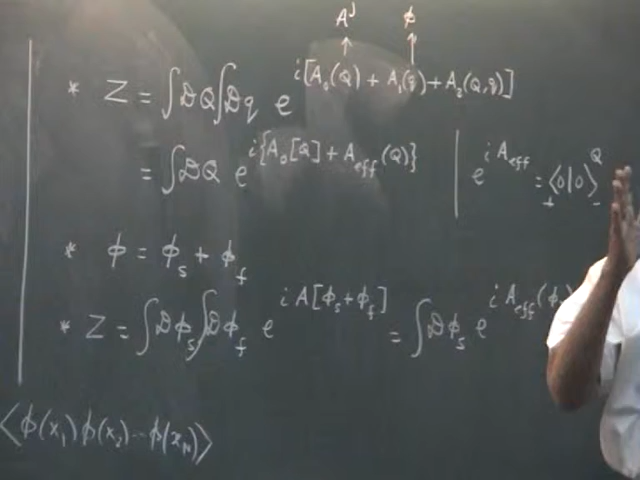 A^j ϕ
* Z = ∫𝒟Q∫𝒟q e^{i[A_0(Q) + A_1(q) + A_2(Q,q)]}
= ∫𝒟Q e^{i{A_0[Q] + A_eff(Q)}} | e^{iA_eff} = _+⟨0|0⟩_-^Q
* ϕ = ϕ_s + ϕ_f
* Z = ∫𝒟ϕ_s∫𝒟ϕ_f e^{iA[ϕ_s+ϕ_f]} = ∫𝒟ϕ_s e^{iA_eff(ϕ
⟨ϕ(x_1)ϕ(x_2)--ϕ(x_N)⟩